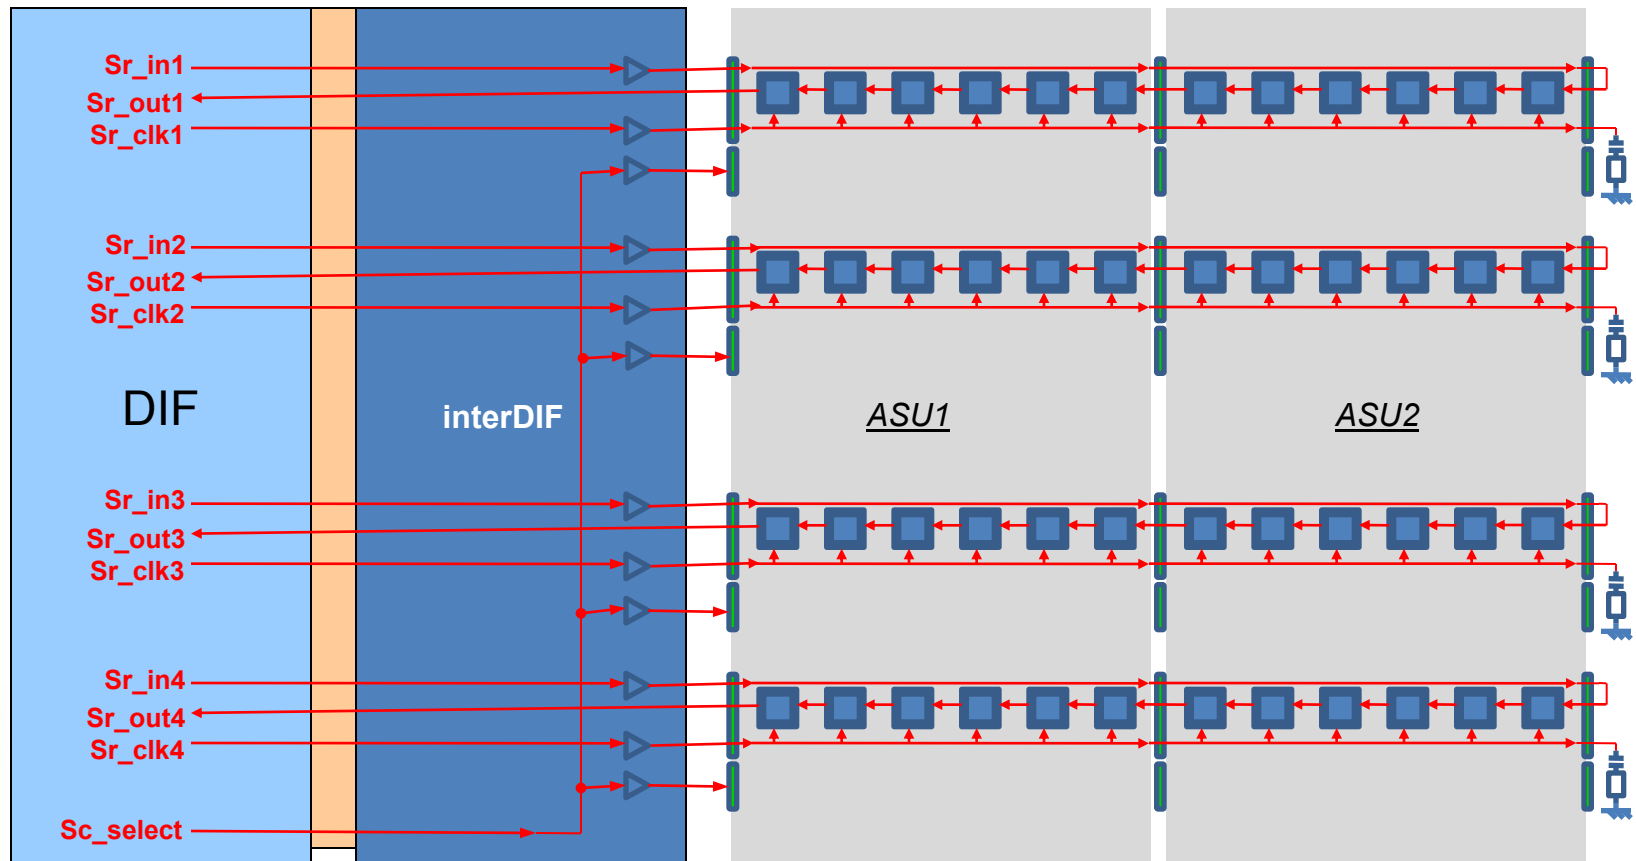 Sr_in1
Sr_out1
Sr_clk1
Sr_in2
Sr_out2
Sr_clk2
DIF
interDIF
ASU1
ASU2
Sr_in3
Sr_out3
Sr_clk3
Sr_in4
Sr_out4
Sr_clk4
Sc_select